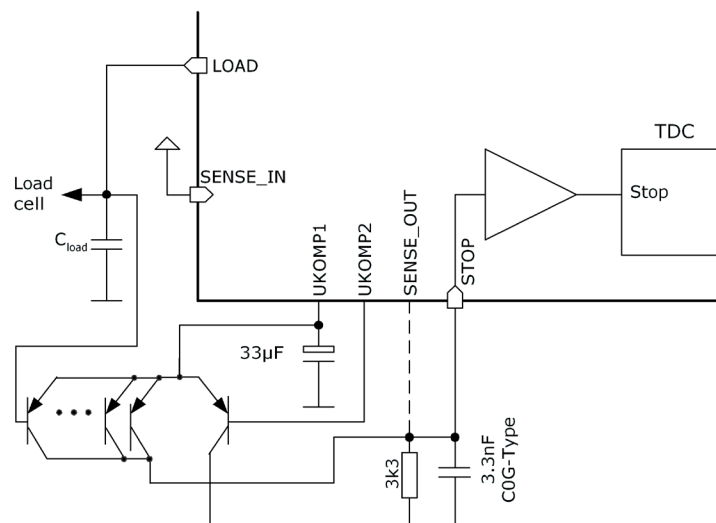 LOAD
TDC
SENSE_IN
Load
cell
Stop
Cload
UKOMP1
UKOMP2
SENSE_OUT
STOP
33µF
3k3
3.3nF
C0G-Type